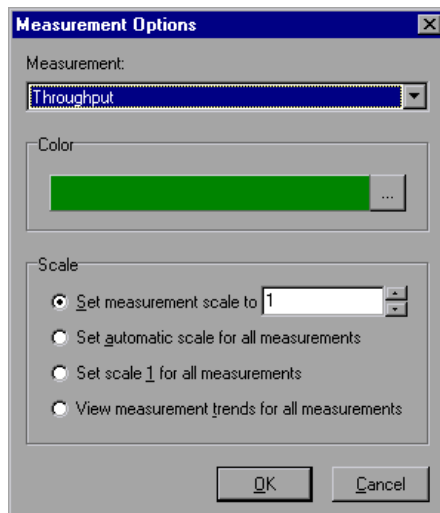 Measurement Options
Measurement:
Throughput
Color
...
Scale
Set measurement scale to 1
Set automatic scale for all measurements
Set scale 1 for all measurements
View measurement trends for all measurements
OK Cancel